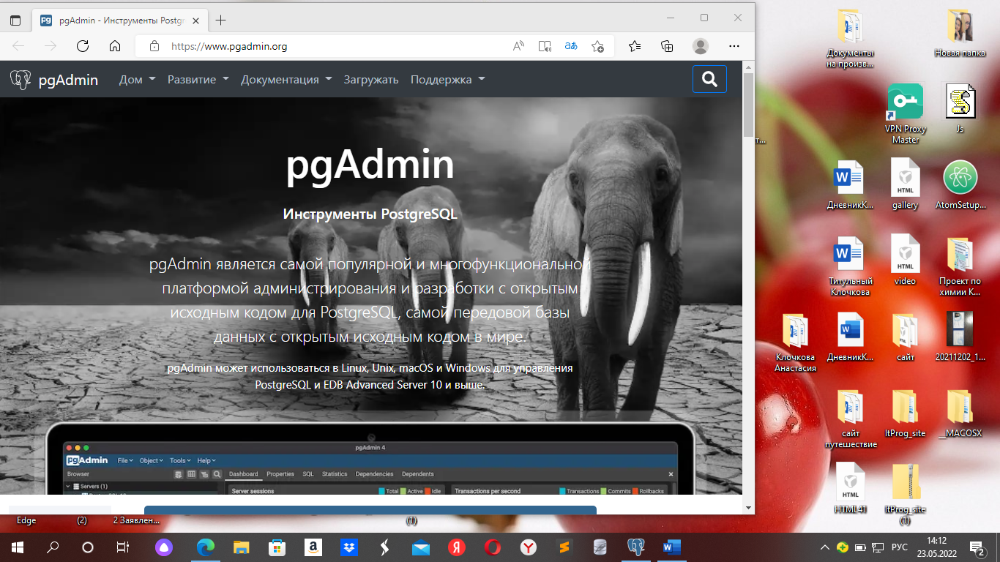 pgAdmin - Инструменты Postgr
https://www.pgadmin.org
pgAdmin Дом Развитие Документация Загружать Поддержка
pgAdmin
Инструменты PostgreSQL
pgAdmin является самой популярной и многофункциональной
платформой администрирования и разработки с открытым
исходным кодом для PostgreSQL, самой передовой базы
данных с открытым исходным кодом в мире.
pgAdmin может использоваться в Linux, Unix, macOS и Windows для управления
PostgreSQL и EDB Advanced Server 10 и выше.
pgAdmin 4
pgAdmin File Object Tools Help
Browser Dashboard Properties SQL Statistics Dependencies Dependents
Servers (1) Server sessions Total Active Idle Transactions per second Transactions Commits Rollbacks
Документы
на произв...
Новая папка
VPN Proxy
Master
Js
т...
ДневникК...
gallery
HTML
AtomSetup...
Титульный
Клочкова
video
HTML
Проект по
химии К...
Клочкова
Анастасия
ДневникК...
сайт
20211202_1...
сайт
путешествие
ItProg_site
__MACOSX
HTML
HTML41
ItProg_site
(1)
Edge
(2)
2 Заявлен...
(1)
РУС
14:12
23.05.2022
2